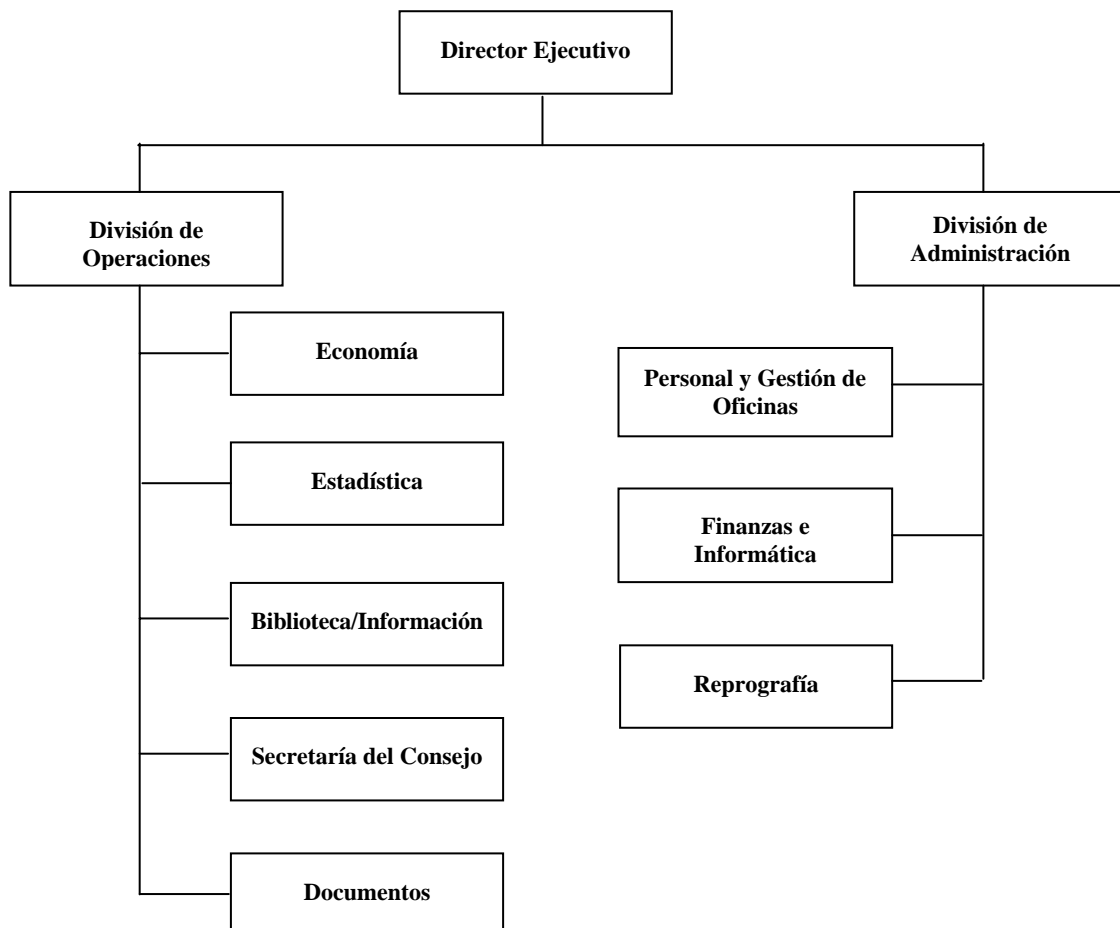 Director Ejecutivo
División de
Operaciones
División de
Administración
Economía
Estadística
Biblioteca/Información
Secretaría del Consejo
Documentos
Personal y Gestión de
Oficinas
Finanzas e
Informática
Reprografía